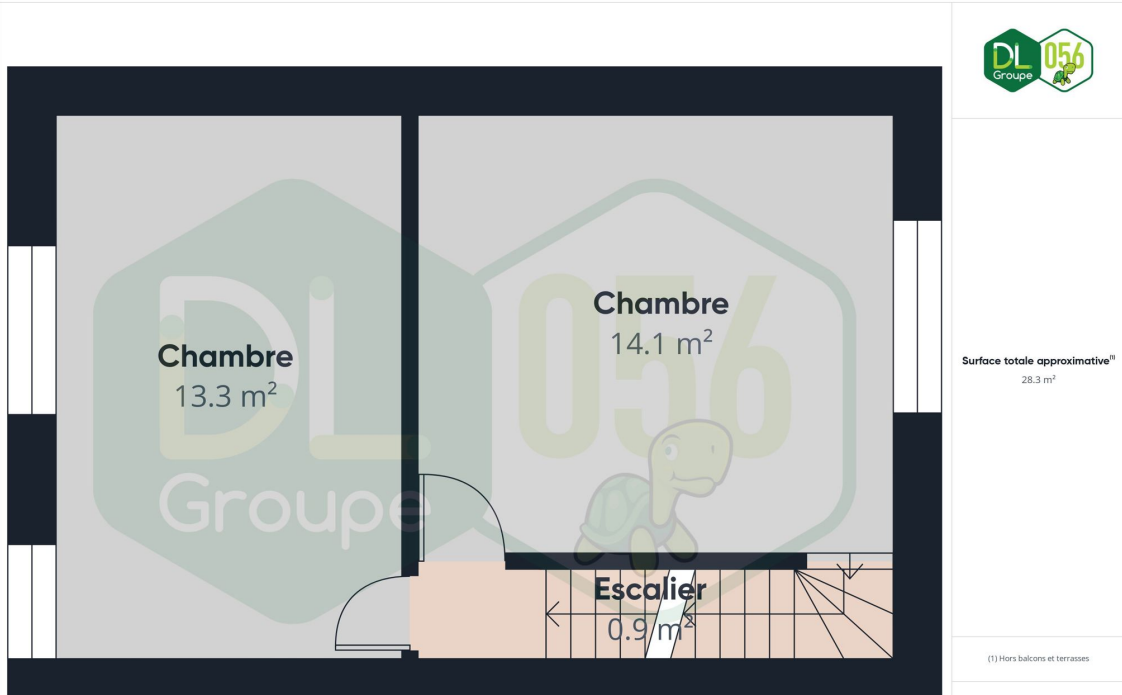 DL
Groupe
056
Chambre
14.1 m²
Chambre
13.3 m²
Escalier
0.9 m²
DL
Groupe
056
Surface totale approximative⁽¹⁾
28.3 m²
(1) Hors balcons et terrasses